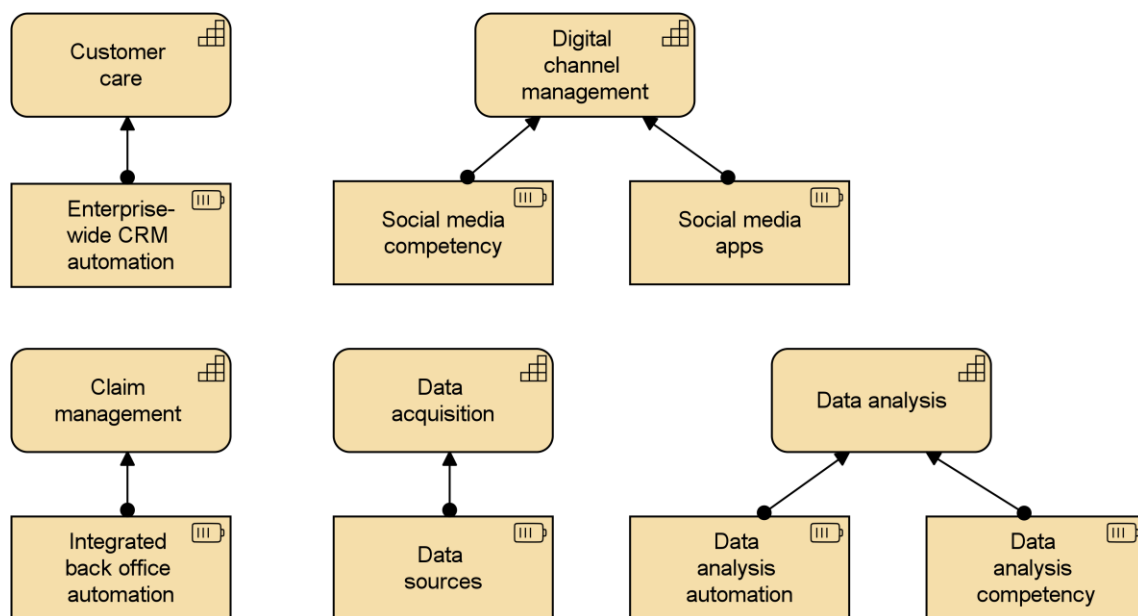 Customer
care
Digital
channel
management
Enterprise-
wide CRM
automation
Social media
competency
Social media
apps
Claim
management
Data
acquisition
Data analysis
Integrated
back office
automation
Data
sources
Data
analysis
automation
Data
analysis
competency